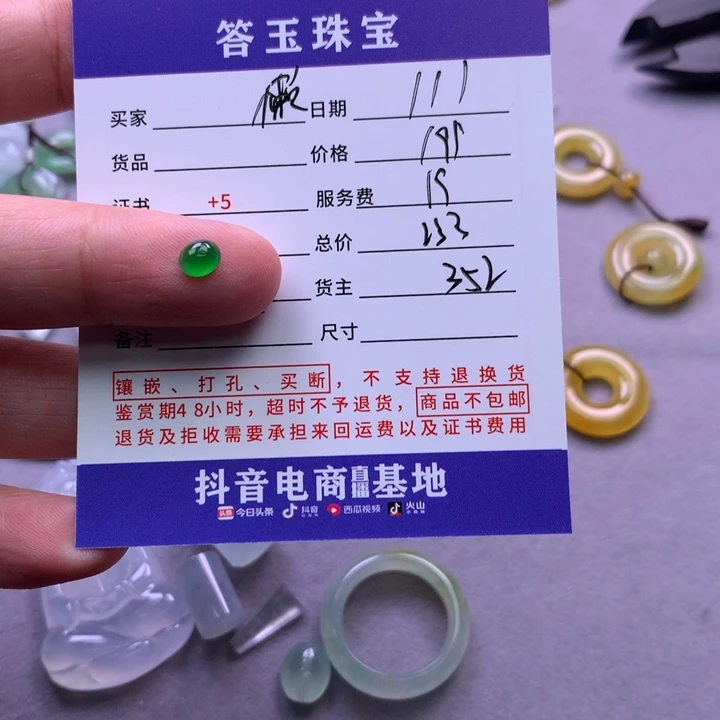 答玉珠宝
买家 日期 111
货品 价格 191
证书 +5 服务费 19
总价 233
货主 352
备注 尺寸
镶嵌、打孔、买断，不支持退换货
鉴赏期48小时，超时不予退货，商品不包邮
退货及拒收需要承担来回运费以及证书费用
抖音电商直播基地
头条 今日头条 抖音 西瓜视频 火山